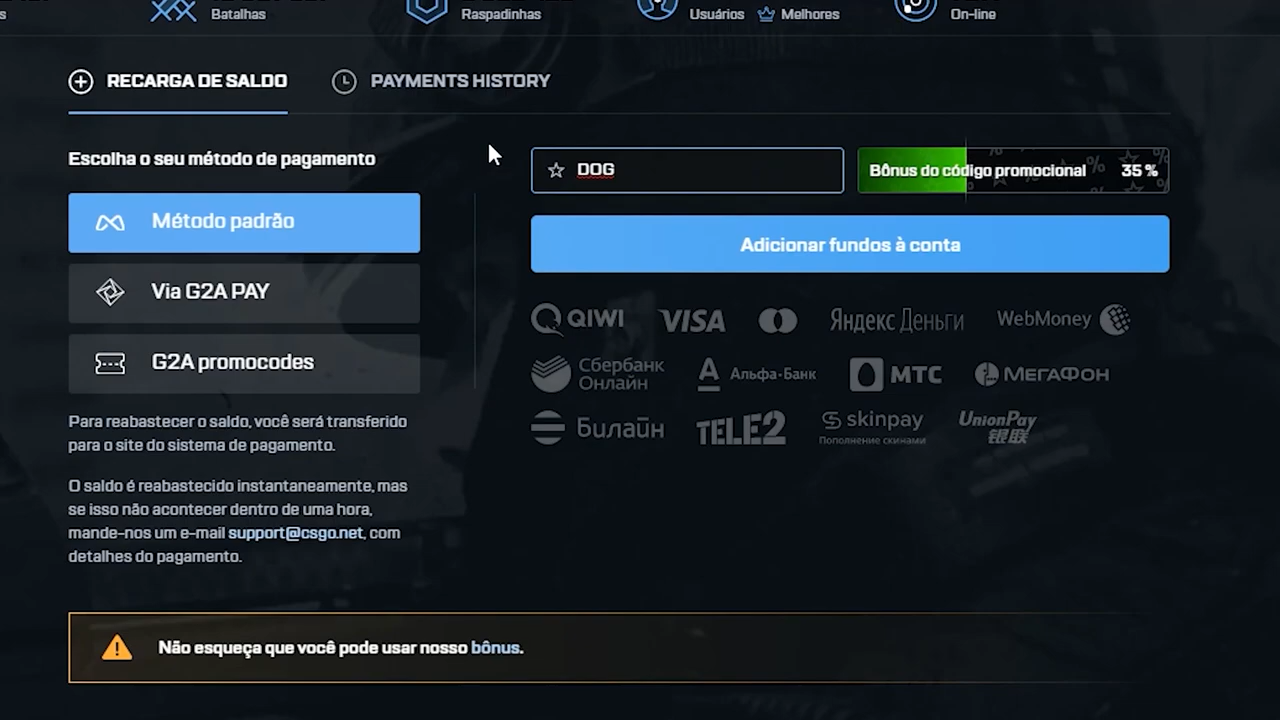 Batalhas
Raspadinhas
Usuários Melhores
On-line
RECARGA DE SALDO
PAYMENTS HISTORY
Escolha o seu método de pagamento
Método padrão
Via G2A PAY
G2A promocodes
Para reabastecer o saldo, você será transferido
para o site do sistema de pagamento.
O saldo é reabastecido instantaneamente, mas
se isso não acontecer dentro de uma hora,
mande-nos um e-mail support@csgo.net, com
detalhes do pagamento.
DOG
Bônus do código promocional 35 %
Adicionar fundos à conta
QIWI VISA Яндекс Деньги WebMoney
Сбербанк
Онлайн
Альфа·Банк
МТС
МЕГАФОН
Билайн
TELE2
skinpay
Пополнение скинами
UnionPay
银联
Não esqueça que você pode usar nosso bônus.